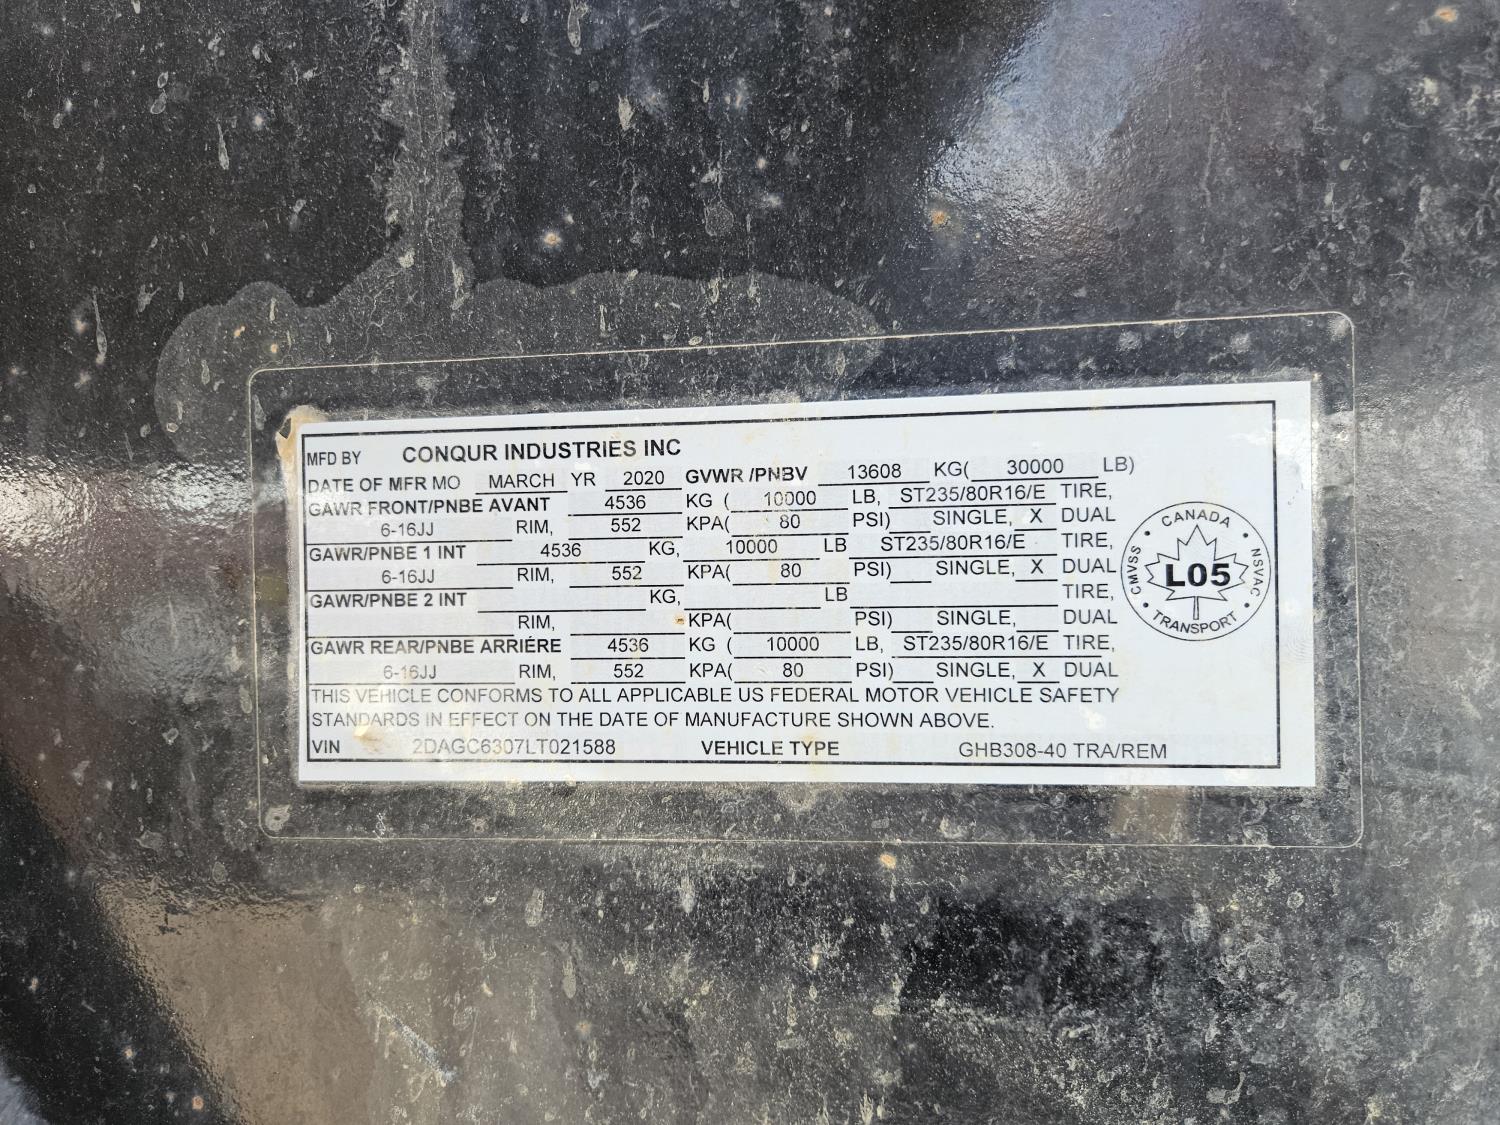 MFD BY CONQUR INDUSTRIES INC
DATE OF MFR MO MARCH YR 2020 GVWR /PNBV 13608 KG( 30000 LB)
GAWR FRONT/PNBE AVANT 4536 KG ( 10000 LB, ST235/80R16/E TIRE,
6-16JJ RIM, 552 KPA( 80 PSI) SINGLE, X DUAL
GAWR/PNBE 1 INT 4536 KG, 10000 LB ST235/80R16/E TIRE,
6-16JJ RIM, 552 KPA( 80 PSI) SINGLE, X DUAL
GAWR/PNBE 2 INT KG, LB TIRE,
RIM, KPA( PSI) SINGLE, DUAL
GAWR REAR/PNBE ARRIÉRE 4536 KG ( 10000 LB, ST235/80R16/E TIRE,
6-16JJ RIM, 552 KPA( 80 PSI) SINGLE, X DUAL
THIS VEHICLE CONFORMS TO ALL APPLICABLE US FEDERAL MOTOR VEHICLE SAFETY
STANDARDS IN EFFECT ON THE DATE OF MANUFACTURE SHOWN ABOVE.
VIN 2DAGC6307LT021588 VEHICLE TYPE GHB308-40 TRA/REM
CANADA
CMVSS
NSVAC
L05
TRANSPORT